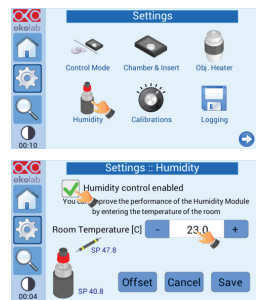 okolab
Settings
Control Mode
Chamber & Insert
Obj. Heater
Humidity
Calibrations
Logging
00:10
okolab
Settings :: Humidity
Humidity control enabled
You can improve the performance of the Humidity Module
by entering the temperature of the room
Room Temperature [C]
-
23.0
+
SP 47.8
SP 40.8
Offset
Cancel
Save
00:04